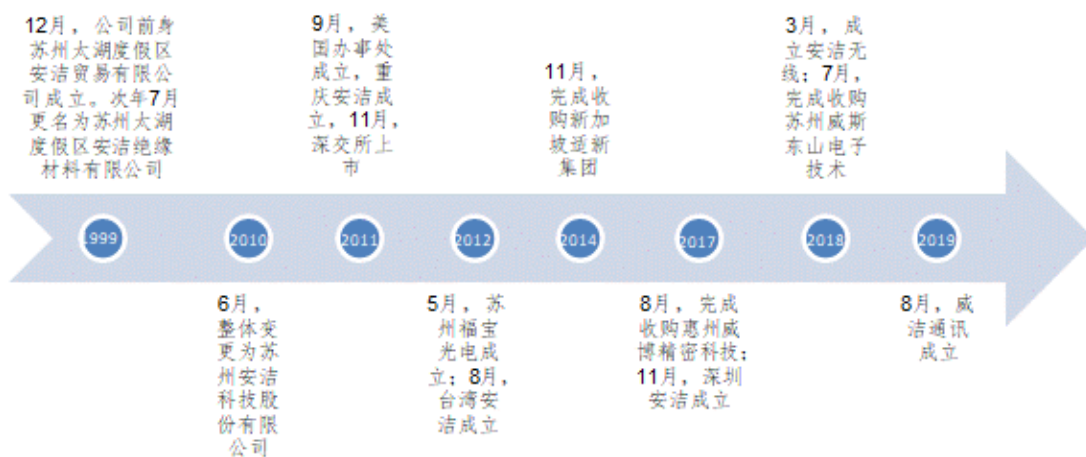 12月，公司前身
苏州太湖度假区
安洁贸易有限公
司成立。次年7月
更名为苏州太湖
度假区安洁绝缘
材料有限公司
9月，美
国办事处
成立，重
庆安洁成
立，11月，
深交所上
市
11月，
完成收
购新加
坡适新
集团
3月，成
立安洁无
线；7月，
完成收购
苏州威斯
东山电子
技术
1999
2010
2011
2012
2014
2017
2018
2019
6月，
整体变
更为苏
州安洁
科技股
份有限
公司
5月，苏
州福宝
光电成
立；8月，
台湾安
洁成立
8月，完成
收购惠州威
博精密科技；
11月，深圳
安洁成立
8月，威
洁通讯
成立